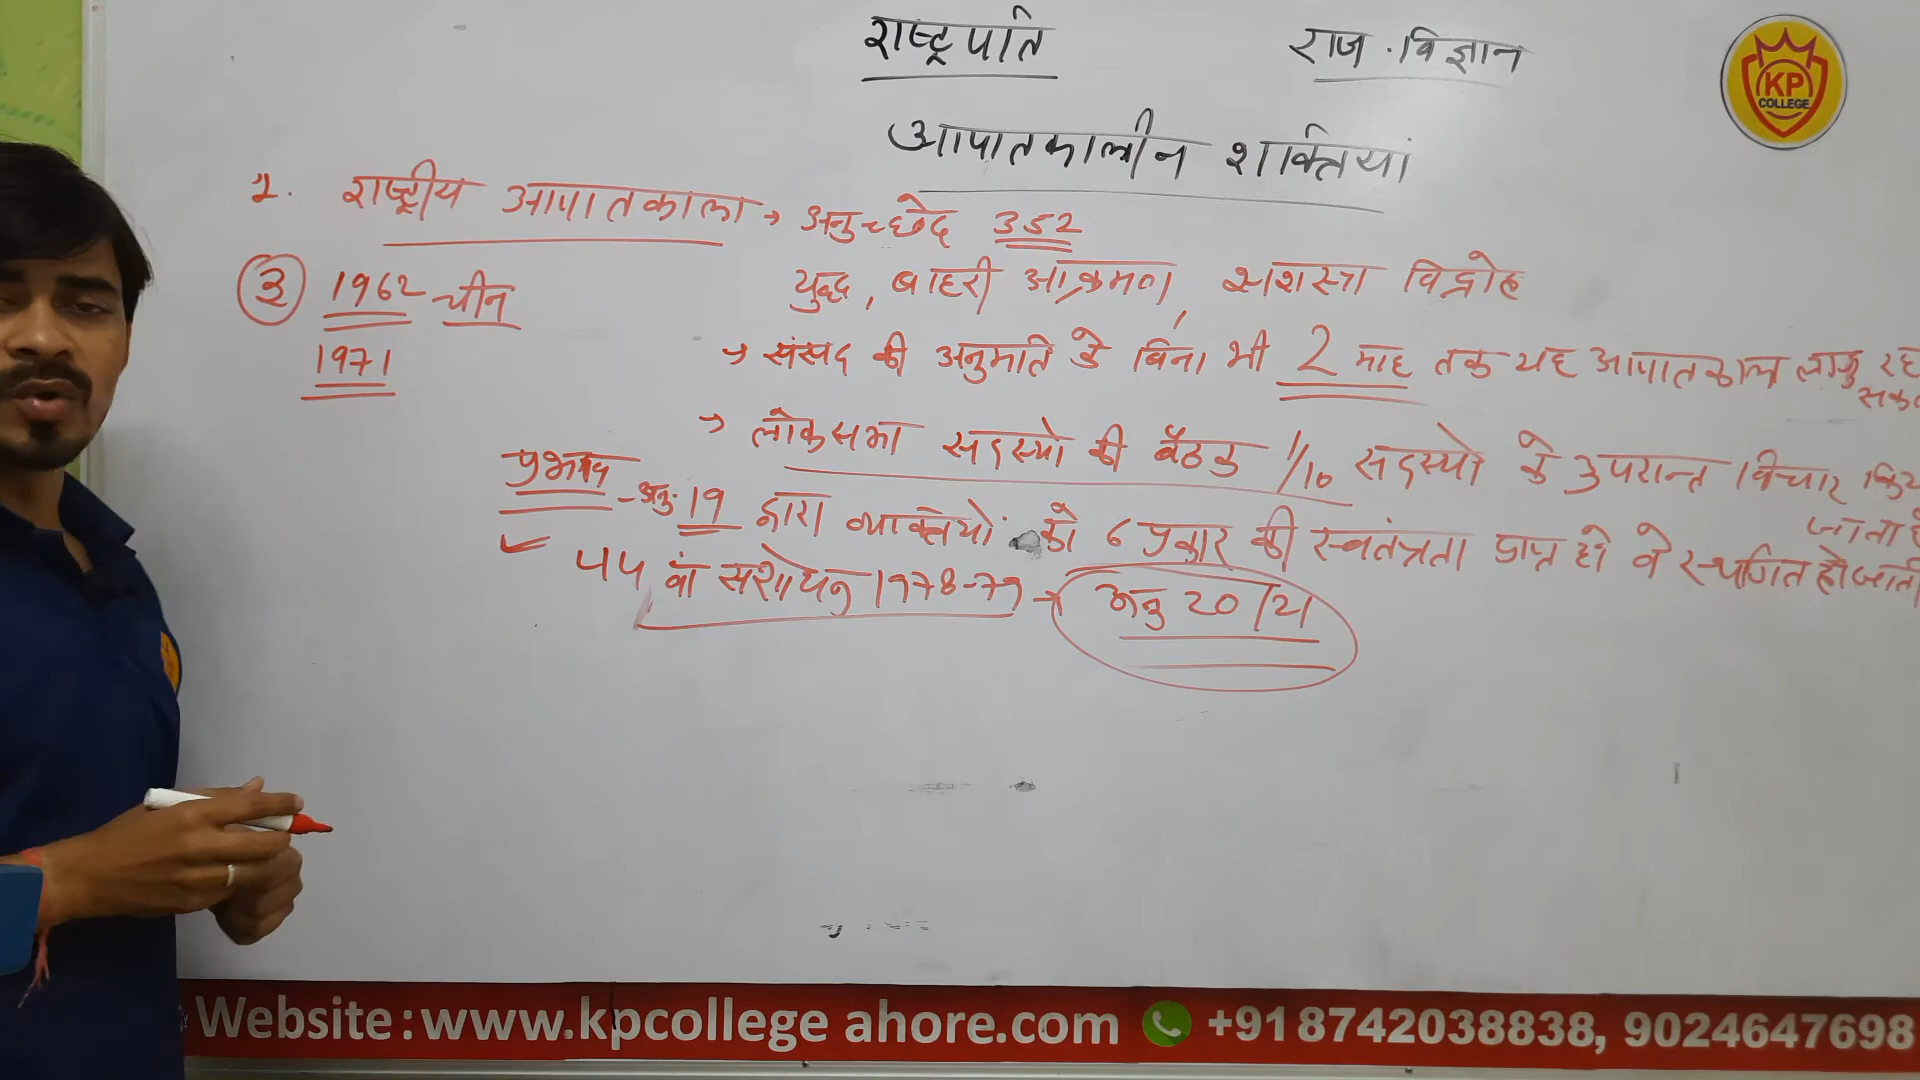 राष्ट्रपति राज. विज्ञान
KP
COLLEGE
आपातकालीन शक्तियां
1. राष्ट्रीय आपातकाल → अनुच्छेद 352
③ 1962 चीन युद्ध, बाहरी आक्रमण, सशस्त्र विद्रोह
1971 → संसद की अनुमति के बिना भी 2 माह तक यह आपातकाल लागु रह
सक
→ लोकसभा सदस्यो की बैठक 1/10 सदस्यो के उपरान्त विचार किय
जाता है
प्रभाव - अनु. 19 द्वारा व्यक्तियों को 6 प्रकार की स्वतंत्रता प्राप्त हो वे स्थगित हो जाती
✓ 44 वां संशोधन 1978-79 → अनु 20/21
Website:www.kpcollege ahore.com +91 8742038838, 9024647698